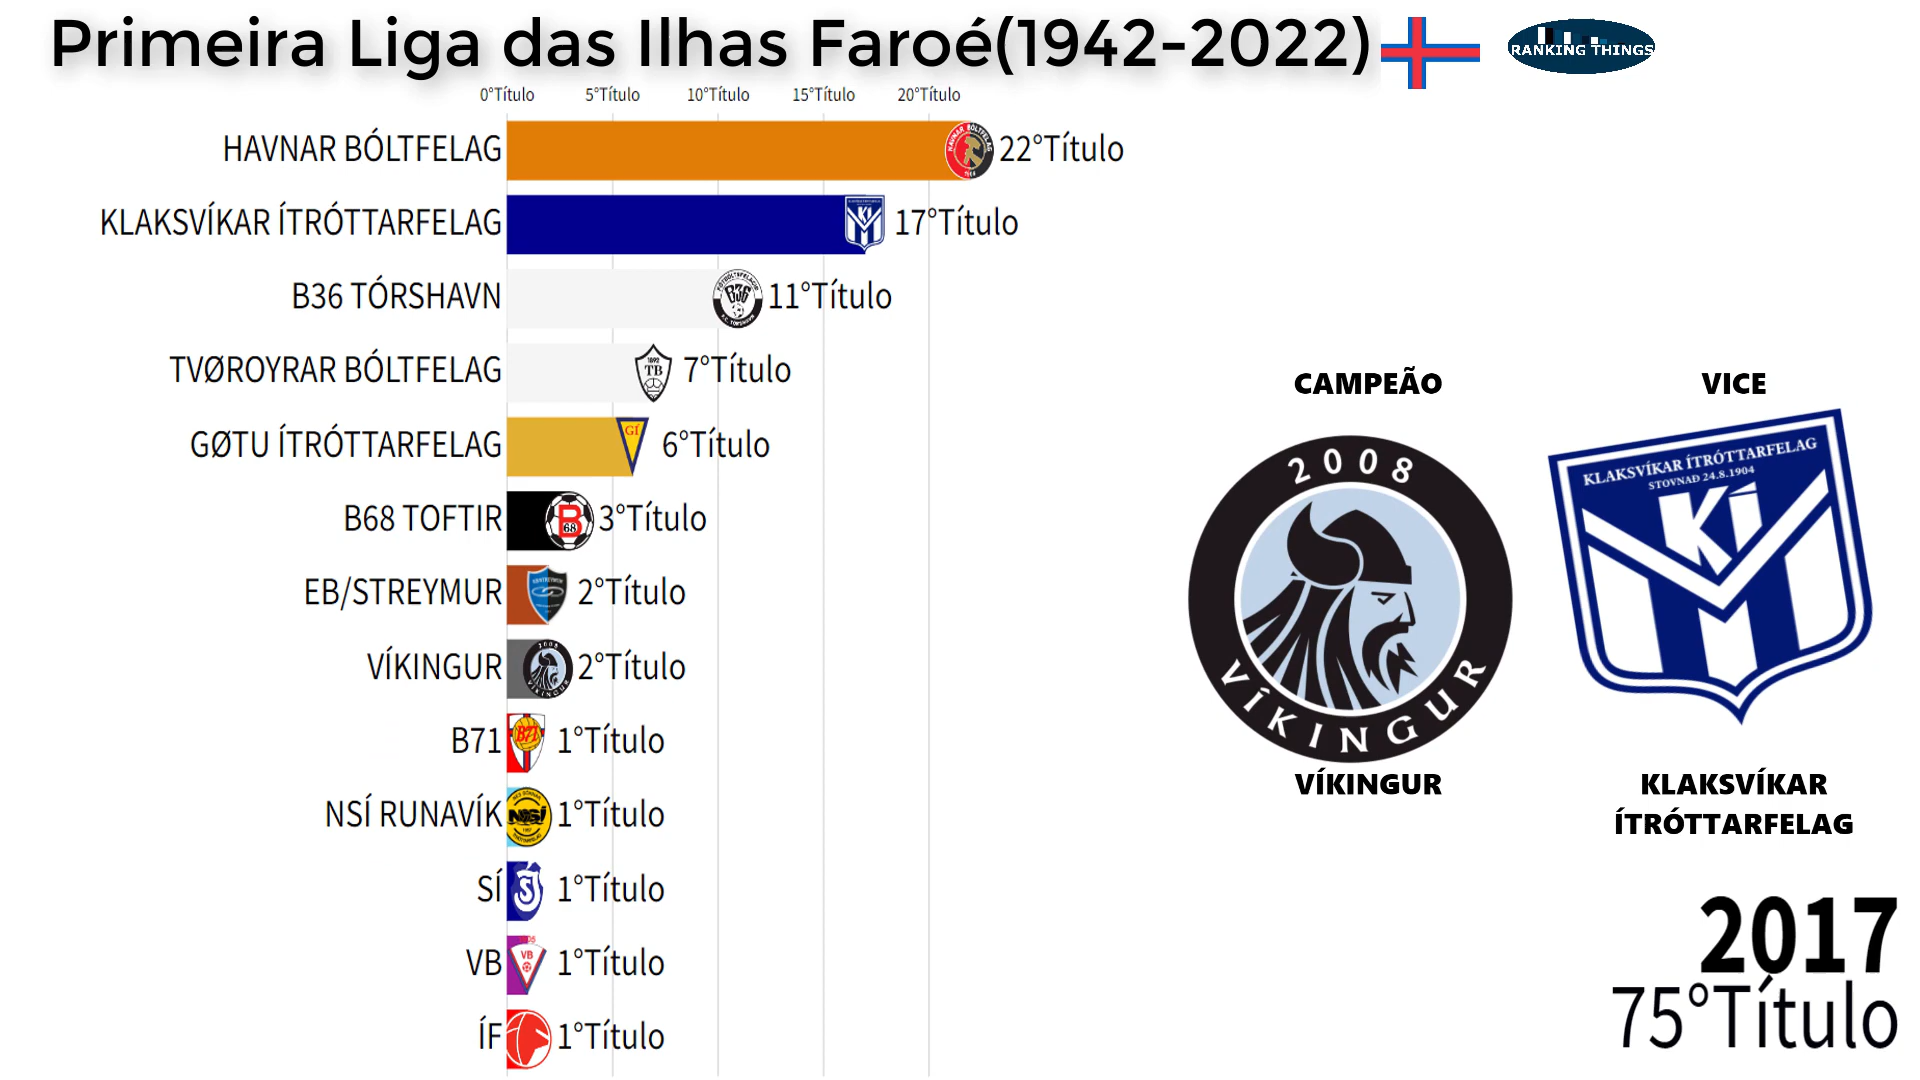 Primeira Liga das Ilhas Faroé(1942-2022)
RANKING THINGS
0°Título 5°Título 10°Título 15°Título 20°Título
HAVNAR BÓLTFELAG 22°Título
KLAKSVÍKAR ÍTRÓTTARFELAG 17°Título
B36 TÓRSHAVN 11°Título
TVØROYRAR BÓLTFELAG 7°Título
GØTU ÍTRÓTTARFELAG 6°Título
B68 TOFTIR 3°Título
EB/STREYMUR 2°Título
VÍKINGUR 2°Título
B71 1°Título
NSÍ RUNAVÍK 1°Título
SÍ 1°Título
VB 1°Título
ÍF 1°Título
CAMPEÃO
2008
VÍKINGUR
VÍKINGUR
VICE
KLAKSVÍKAR ÍTRÓTTARFELAG
STOVNAÐ 24.8.1904
KÍ
KLAKSVÍKAR
ÍTRÓTTARFELAG
2017
75°Título